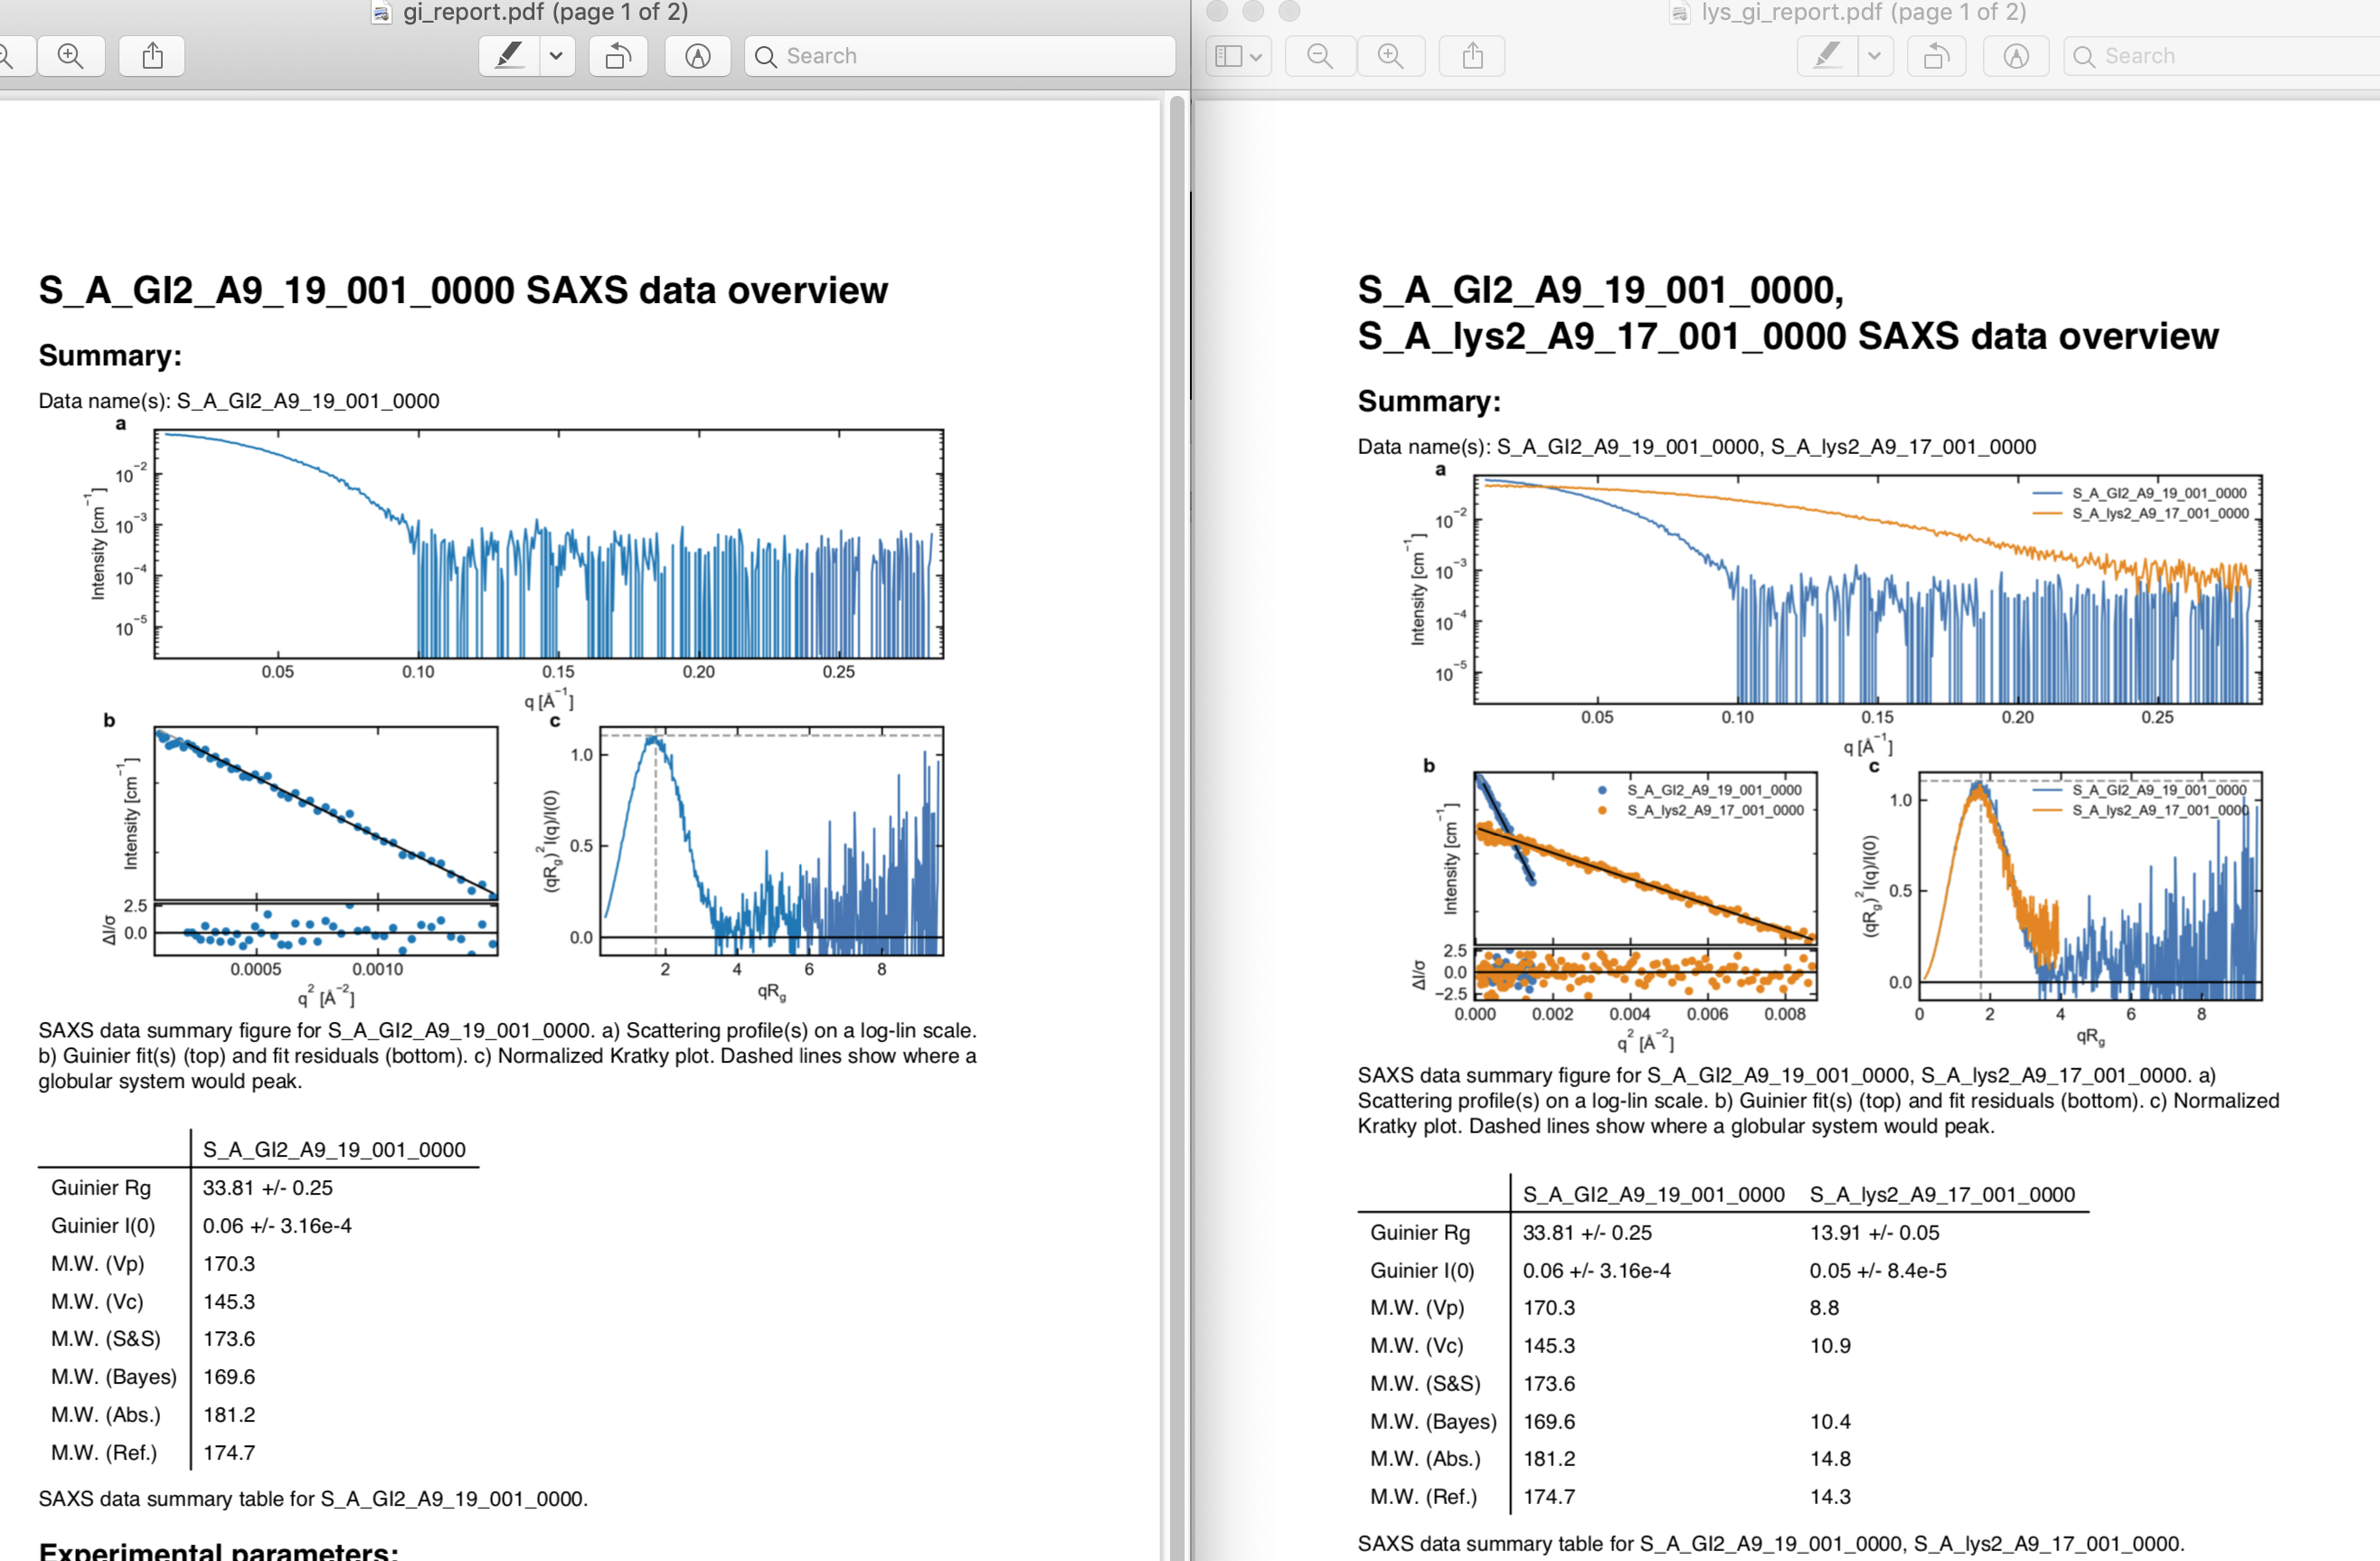 gi_report.pdf (page 1 of 2)
Search
S_A_GI2_A9_19_001_0000 SAXS data overview
Summary:
Data name(s): S_A_GI2_A9_19_001_0000
a
Intensity [cm⁻¹]
10⁻²
10⁻³
10⁻⁴
10⁻⁵
0.05 0.10 0.15 0.20 0.25
q [Å⁻¹]
b
Intensity [cm⁻¹]
ΔI/σ
2.5
0.0
0.0005 0.0010
q² [Å⁻²]
c
(qRg)² I(q)/I(0)
1.0
0.5
0.0
2 4 6 8
qRg
SAXS data summary figure for S_A_GI2_A9_19_001_0000. a) Scattering profile(s) on a log-lin scale.
b) Guinier fit(s) (top) and fit residuals (bottom). c) Normalized Kratky plot. Dashed lines show where a
globular system would peak.
S_A_GI2_A9_19_001_0000
Guinier Rg 33.81 +/- 0.25
Guinier I(0) 0.06 +/- 3.16e-4
M.W. (Vp) 170.3
M.W. (Vc) 145.3
M.W. (S&S) 173.6
M.W. (Bayes) 169.6
M.W. (Abs.) 181.2
M.W. (Ref.) 174.7
SAXS data summary table for S_A_GI2_A9_19_001_0000.
Experimental parameters:
lys_gi_report.pdf (page 1 of 2)
Search
S_A_GI2_A9_19_001_0000,
S_A_lys2_A9_17_001_0000 SAXS data overview
Summary:
Data name(s): S_A_GI2_A9_19_001_0000, S_A_lys2_A9_17_001_0000
a
S_A_GI2_A9_19_001_0000
S_A_lys2_A9_17_001_0000
Intensity [cm⁻¹]
10⁻²
10⁻³
10⁻⁴
10⁻⁵
0.05 0.10 0.15 0.20 0.25
q [Å⁻¹]
b
S_A_GI2_A9_19_001_0000
S_A_lys2_A9_17_001_0000
Intensity [cm⁻¹]
ΔI/σ
2.5
0.0
−2.5
0.000 0.002 0.004 0.006 0.008
q² [Å⁻²]
c
S_A_GI2_A9_19_001_0000
S_A_lys2_A9_17_001_0000
(qRg)² I(q)/I(0)
1.0
0.5
0.0
0 2 4 6 8
qRg
SAXS data summary figure for S_A_GI2_A9_19_001_0000, S_A_lys2_A9_17_001_0000. a)
Scattering profile(s) on a log-lin scale. b) Guinier fit(s) (top) and fit residuals (bottom). c) Normalized
Kratky plot. Dashed lines show where a globular system would peak.
S_A_GI2_A9_19_001_0000 S_A_lys2_A9_17_001_0000
Guinier Rg 33.81 +/- 0.25 13.91 +/- 0.05
Guinier I(0) 0.06 +/- 3.16e-4 0.05 +/- 8.4e-5
M.W. (Vp) 170.3 8.8
M.W. (Vc) 145.3 10.9
M.W. (S&S) 173.6
M.W. (Bayes) 169.6 10.4
M.W. (Abs.) 181.2 14.8
M.W. (Ref.) 174.7 14.3
SAXS data summary table for S_A_GI2_A9_19_001_0000, S_A_lys2_A9_17_001_0000.